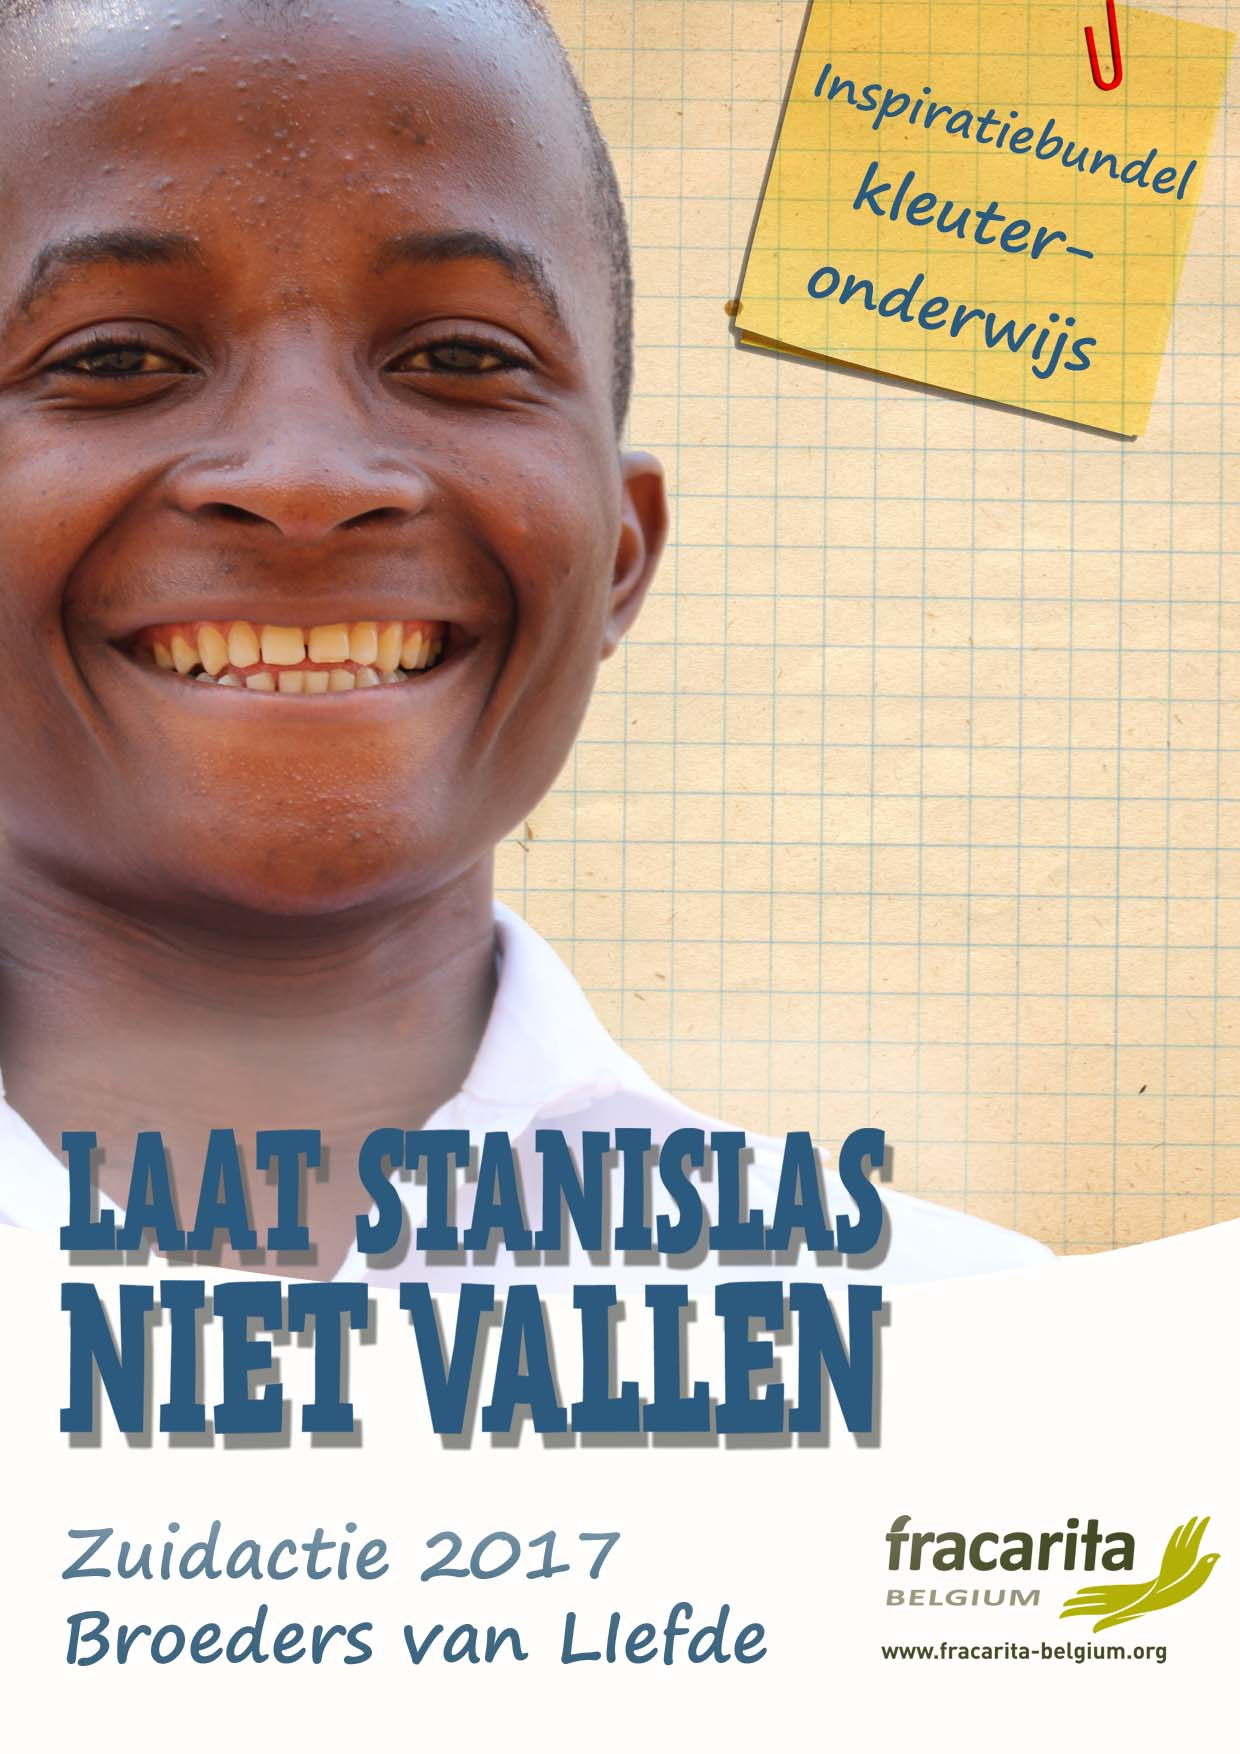 Inspiratiebundel
kleuter-
onderwijs
LAAT STANISLAS
NIET VALLEN
Zuidactie 2017
Broeders van LIefde
fracarita
BELGIUM
www.fracarita-belgium.org